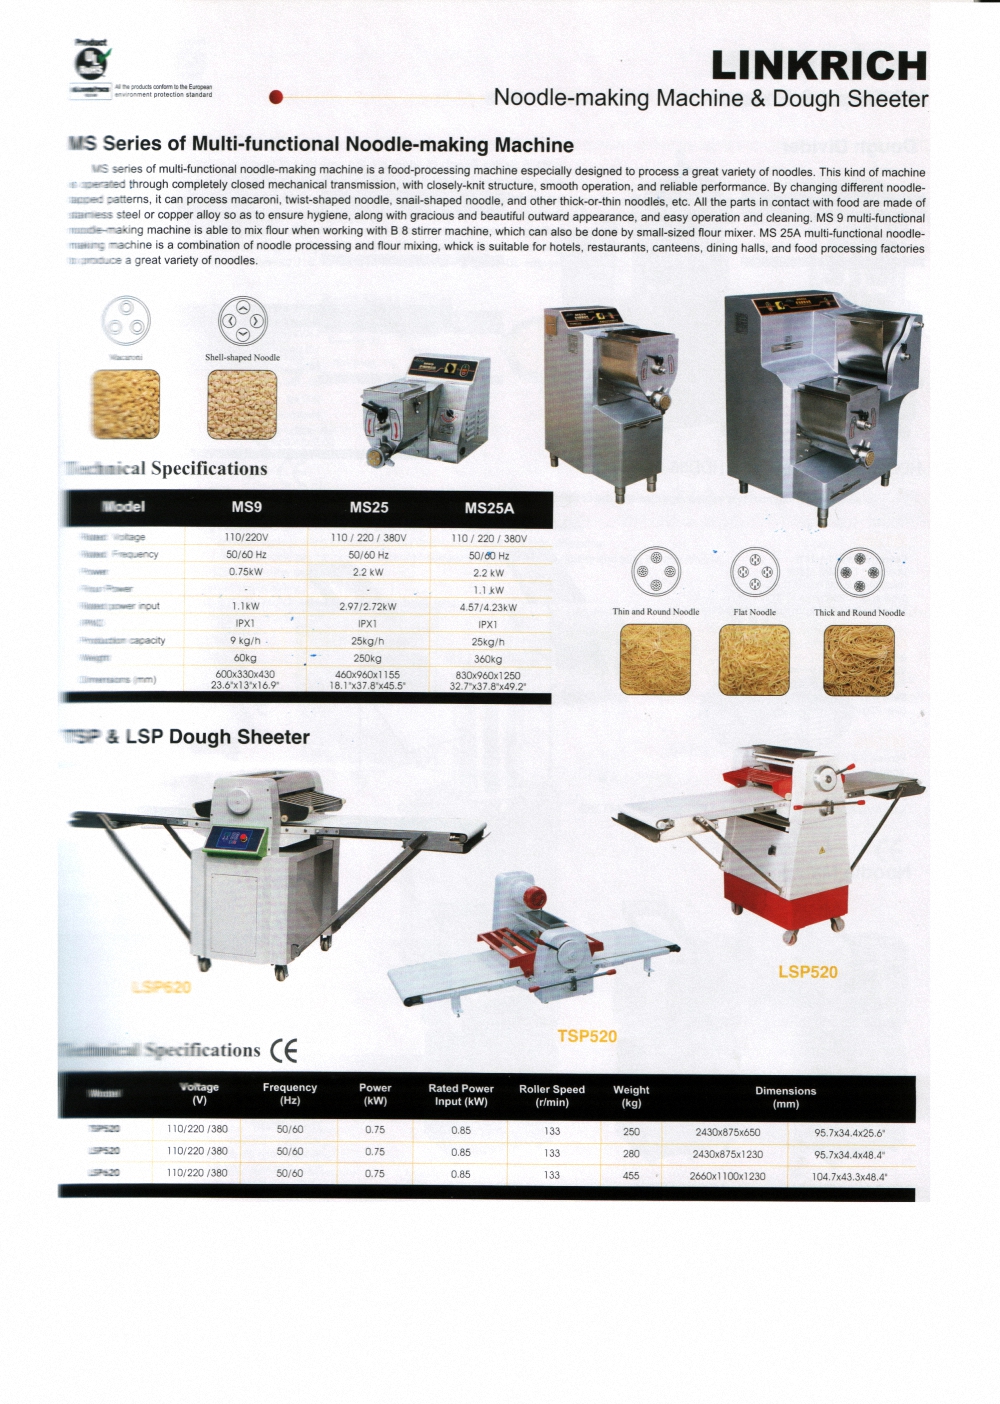 Product
All the products conform to the European
environment protection standard
LINKRICH
Noodle-making Machine & Dough Sheeter
MS Series of Multi-functional Noodle-making Machine
MS series of multi-functional noodle-making machine is a food-processing machine especially designed to process a great variety of noodles. This kind of machine
is operated through completely closed mechanical transmission, with closely-knit structure, smooth operation, and reliable performance. By changing different noodle-
patterns, it can process macaroni, twist-shaped noodle, snail-shaped noodle, and other thick-or-thin noodles, etc. All the parts in contact with food are made of
stainless steel or copper alloy so as to ensure hygiene, along with gracious and beautiful outward appearance, and easy operation and cleaning. MS 9 multi-functional
noodle-making machine is able to mix flour when working with B 8 stirrer machine, which can also be done by small-sized flour mixer. MS 25A multi-functional noodle-
making machine is a combination of noodle processing and flour mixing, whick is suitable for hotels, restaurants, canteens, dining halls, and food processing factories
to produce a great variety of noodles.
Macaroni
Shell-shaped Noodle
Technical Specifications
Model MS9 MS25 MS25A
Rated Voltage 110/220V 110 / 220 / 380V 110 / 220 / 380V
Rated Frequency 50/60 Hz 50/60 Hz 50/60 Hz
Power 0.75kW 2.2 kW 2.2 kW
Power - - 1.1 kW
Rated power input 1.1kW 2.97/2.72kW 4.57/4.23kW
IPX1 IPX1 IPX1
Production capacity 9 kg/h 25kg/h 25kg/h
Weight 60kg 250kg 360kg
Dimensions (mm) 600x330x430 460x960x1155 830x960x1250
23.6"x13"x16.9" 18.1"x37.8"x45.5" 32.7"x37.8"x49.2"
Thin and Round Noodle
Flat Noodle
Thick and Round Noodle
TSP & LSP Dough Sheeter
LSP620
TSP520
LSP520
Technical Specifications CE
Model Voltage (V) Frequency (Hz) Power (kW) Rated Power Input (kW) Roller Speed (r/min) Weight (kg) Dimensions (mm)
TSP520 110/220 /380 50/60 0.75 0.85 133 250 2430x875x650 95.7x34.4x25.6"
LSP520 110/220 /380 50/60 0.75 0.85 133 280 2430x875x1230 95.7x34.4x48.4"
LSP620 110/220 /380 50/60 0.75 0.85 133 455 2660x1100x1230 104.7x43.3x48.4"